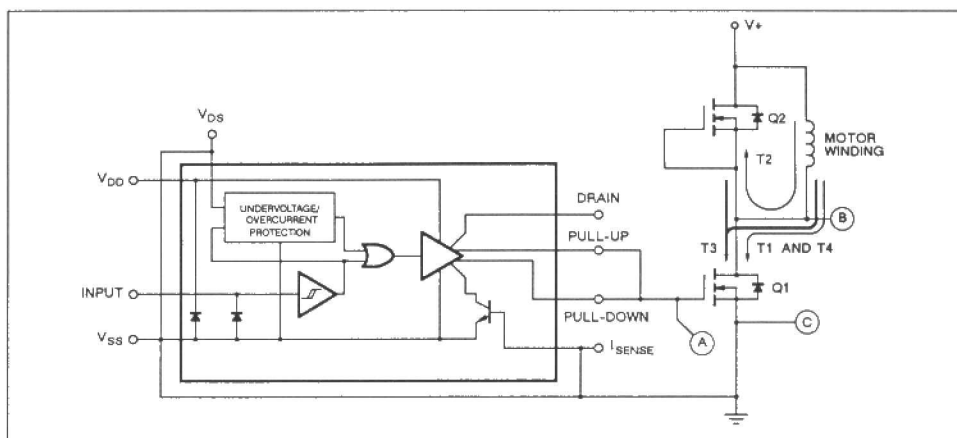 V+
Q2
MOTOR
WINDING
T2
VDS
VDD
UNDERVOLTAGE/
OVERCURRENT
PROTECTION
DRAIN
PULL-UP
B
T3
T1 AND T4
INPUT
Q1
PULL-DOWN
A
C
VSS
ISENSE